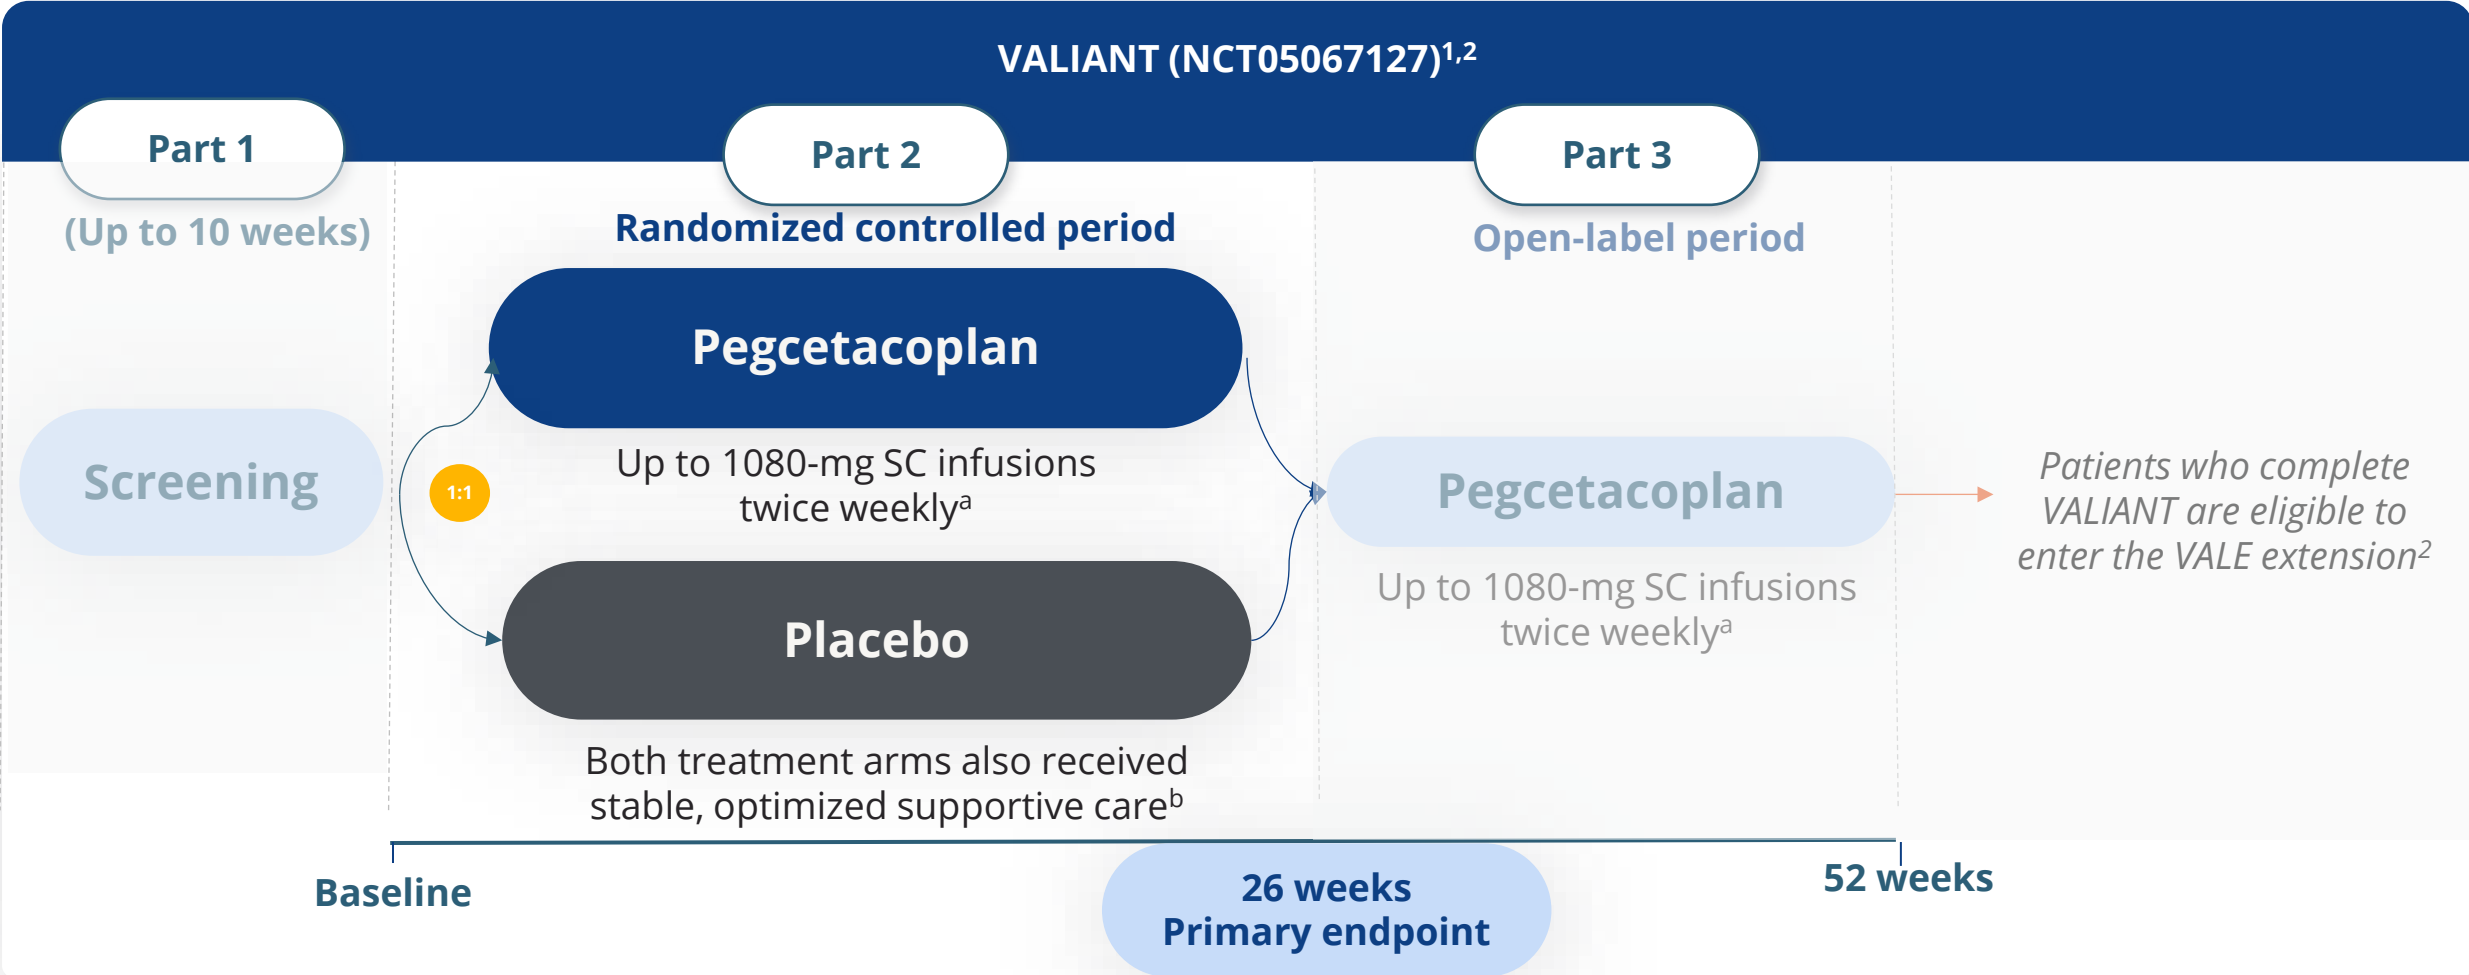 VALIANT (NCT05067127)1,2
Part 1
(Up to 10 weeks)
Screening
Part 2
Randomized controlled period
1:1
Pegcetacoplan
Up to 1080-mg SC infusions
twice weeklya
Placebo
Both treatment arms also received
stable, optimized supportive careb
Part 3
Open-label period
Pegcetacoplan
Up to 1080-mg SC infusions
twice weeklya
Patients who complete
VALIANT are eligible to
enter the VALE extension2
Baseline
26 weeks
Primary endpoint
52 weeks